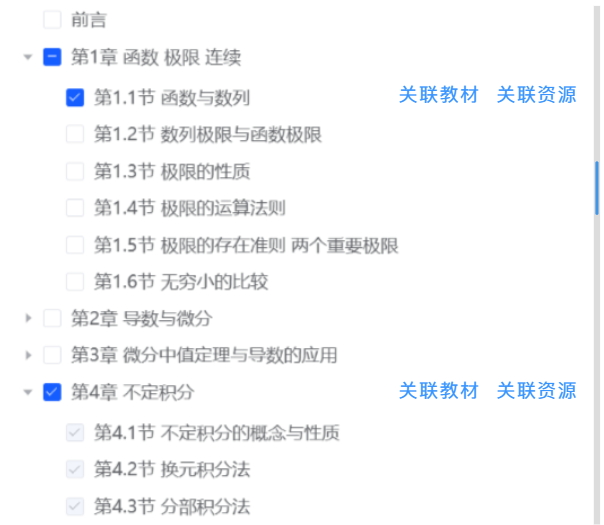 前言
第1章 函数 极限 连续
第1.1节 函数与数列 关联教材 关联资源
第1.2节 数列极限与函数极限
第1.3节 极限的性质
第1.4节 极限的运算法则
第1.5节 极限的存在准则 两个重要极限
第1.6节 无穷小的比较
第2章 导数与微分
第3章 微分中值定理与导数的应用
第4章 不定积分 关联教材 关联资源
第4.1节 不定积分的概念与性质
第4.2节 换元积分法
第4.3节 分部积分法